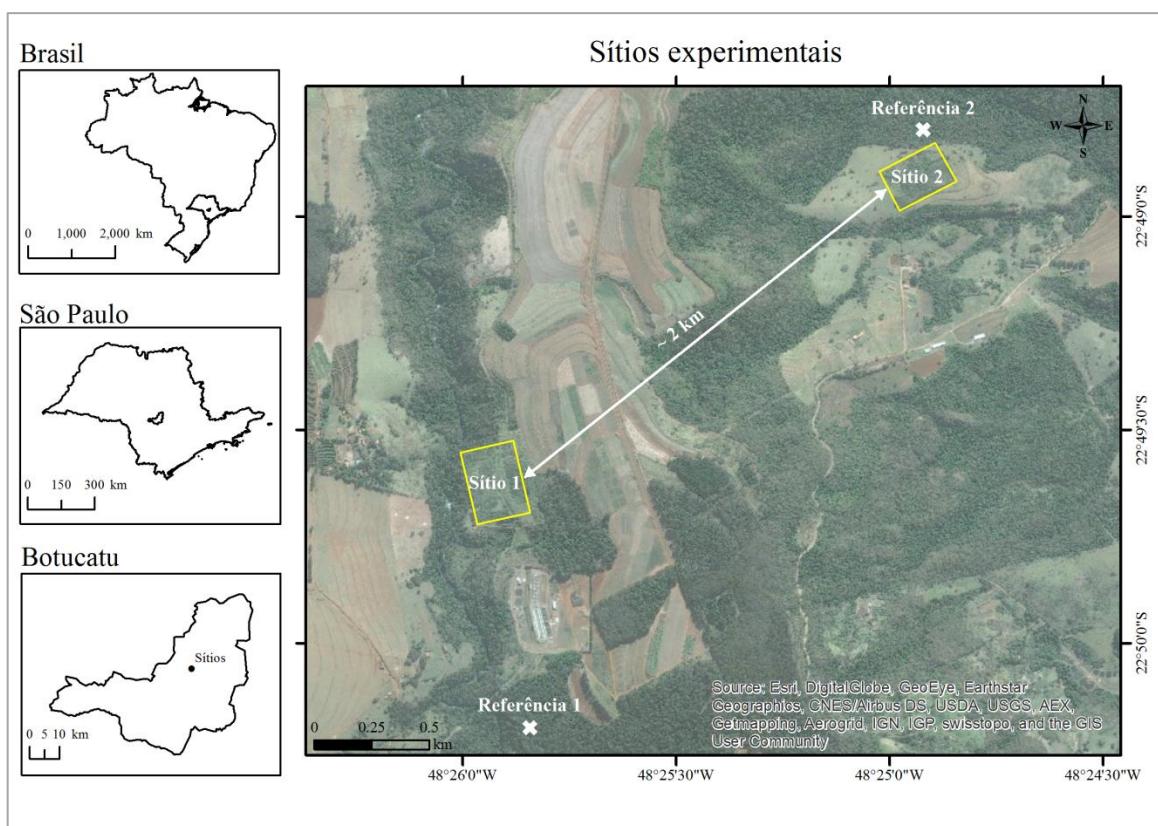 Brasil
0 1,000 2,000 km
São Paulo
0 150 300 km
Botucatu
Sítios
0 5 10 km
Sítios experimentais
Referência 2
N
W E
S
Sítio 2
~ 2 km
Sítio 1
Referência 1
0 0.25 0.5
km
Source: Esri, DigitalGlobe, GeoEye, Earthstar
Geographics, CNES/Airbus DS, USDA, USGS, AEX,
Getmapping, Aerogrid, IGN, IGP, swisstopo, and the GIS
User Community
22°49'0"S
22°49'30"S
22°50'0"S
48°26'0"W 48°25'30"W 48°25'0"W 48°24'30"W